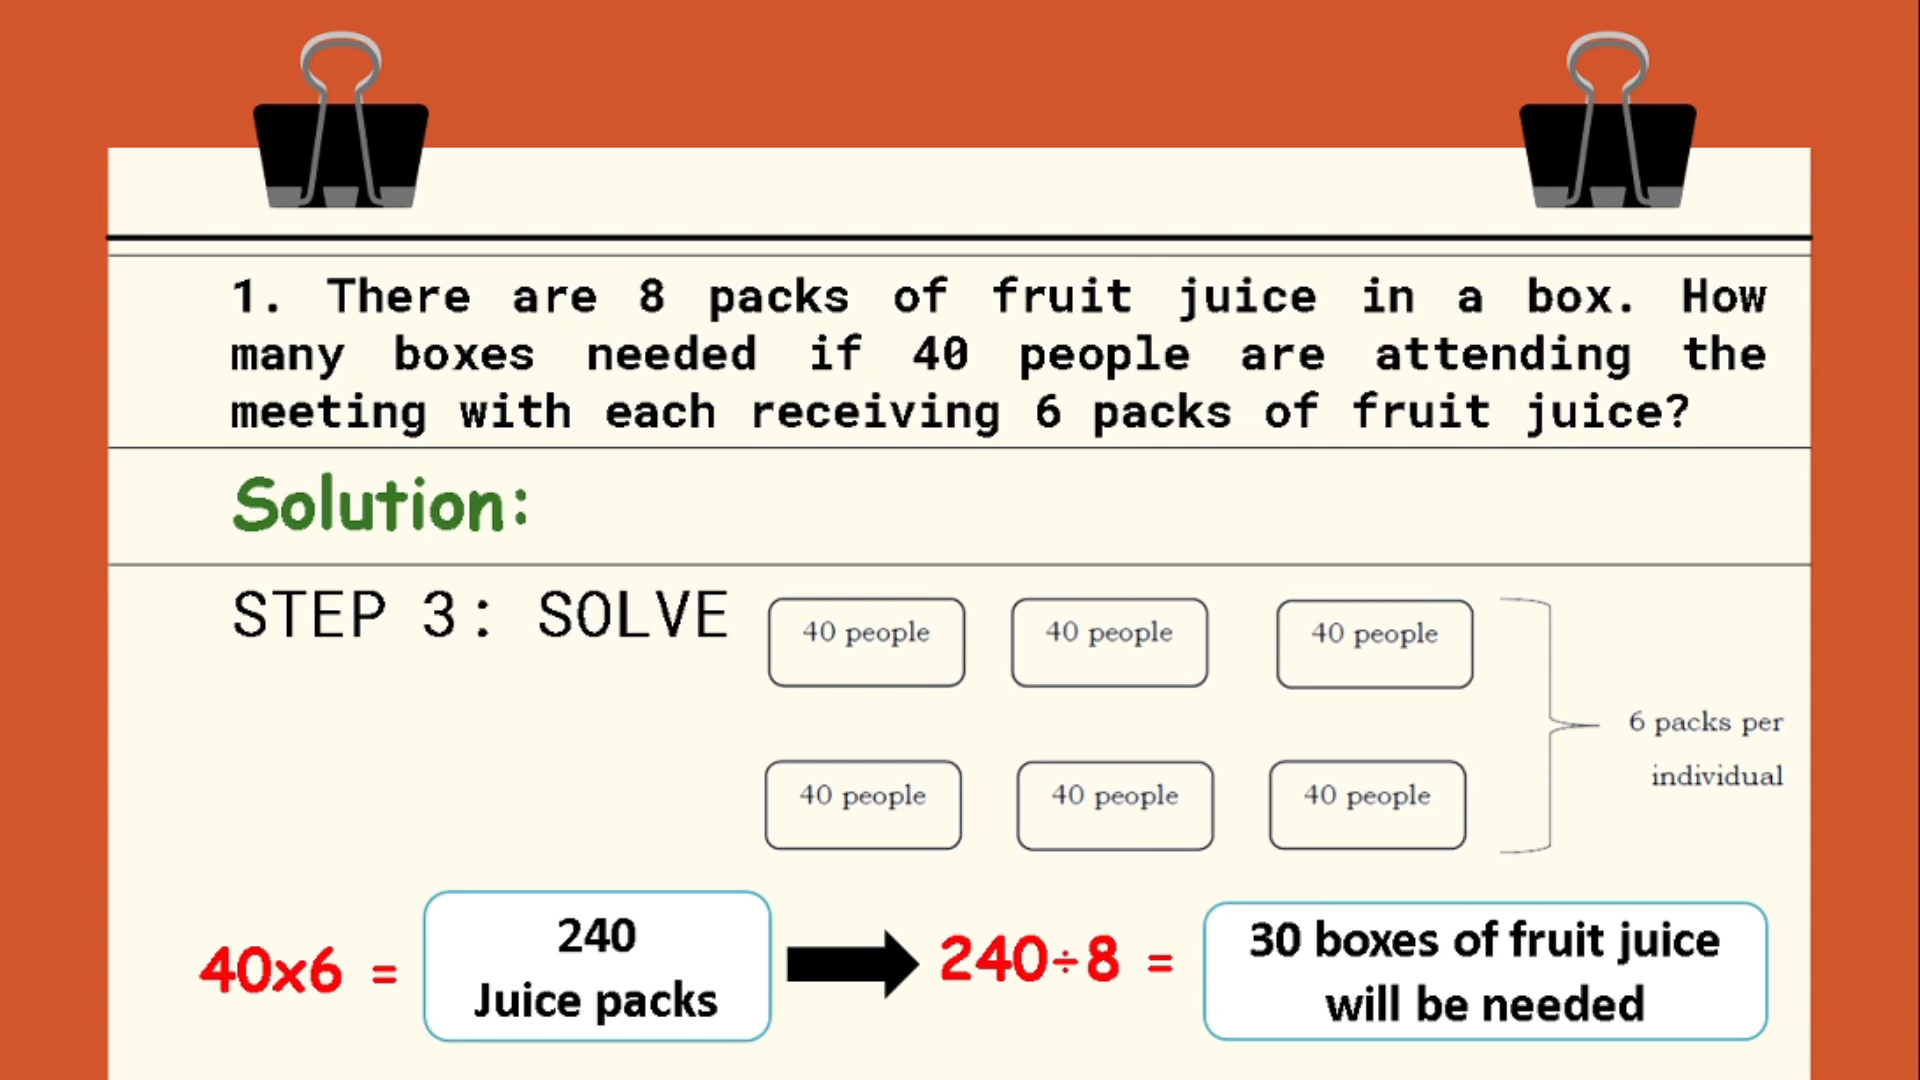 1. There are 8 packs of fruit juice in a box. How
many boxes needed if 40 people are attending the
meeting with each receiving 6 packs of fruit juice?
Solution:
STEP 3: SOLVE
40 people 40 people 40 people
6 packs per
individual
40 people 40 people 40 people
40x6 =
240
Juice packs
240÷8 =
30 boxes of fruit juice
will be needed